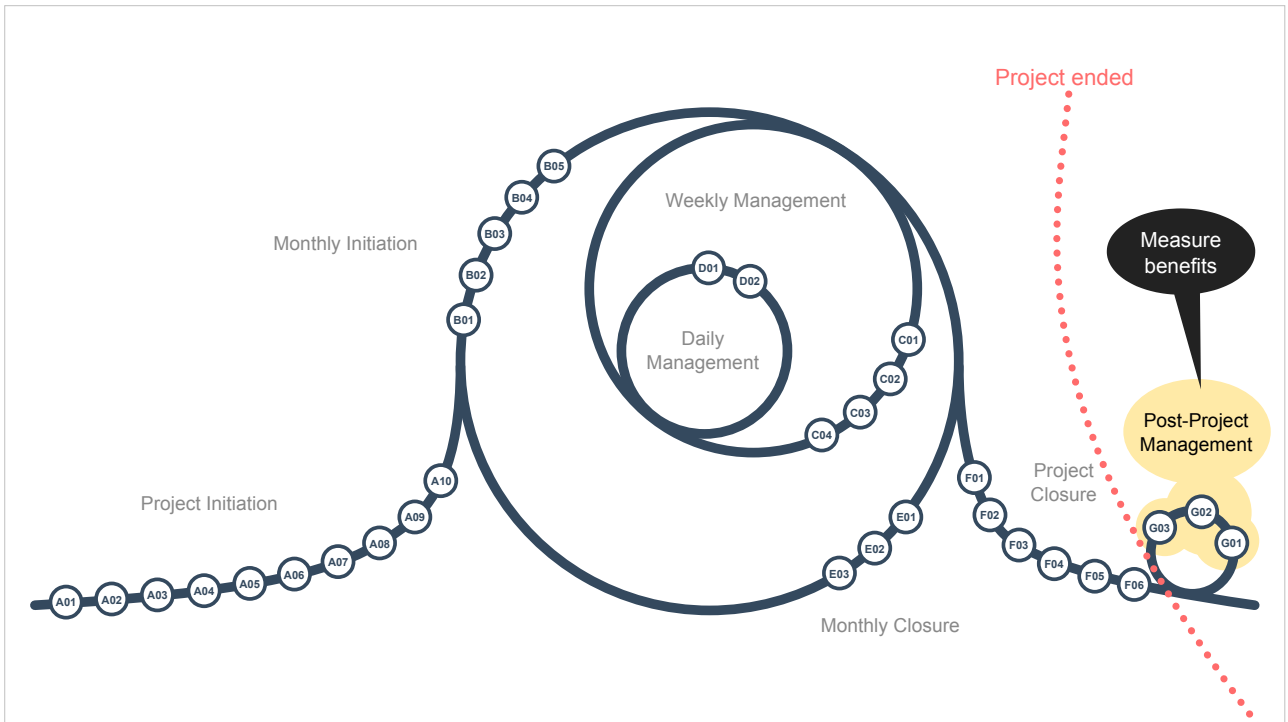 Project ended
Measure
benefits
Post-Project
Management
Project
Closure
Monthly Initiation
Weekly Management
Daily
Management
Project Initiation
Monthly Closure
A01
A02
A03
A04
A05
A06
A07
A08
A09
A10
B01
B02
B03
B04
B05
D01
D02
C01
C02
C03
C04
E01
E02
E03
F01
F02
F03
F04
F05
F06
G03
G02
G01